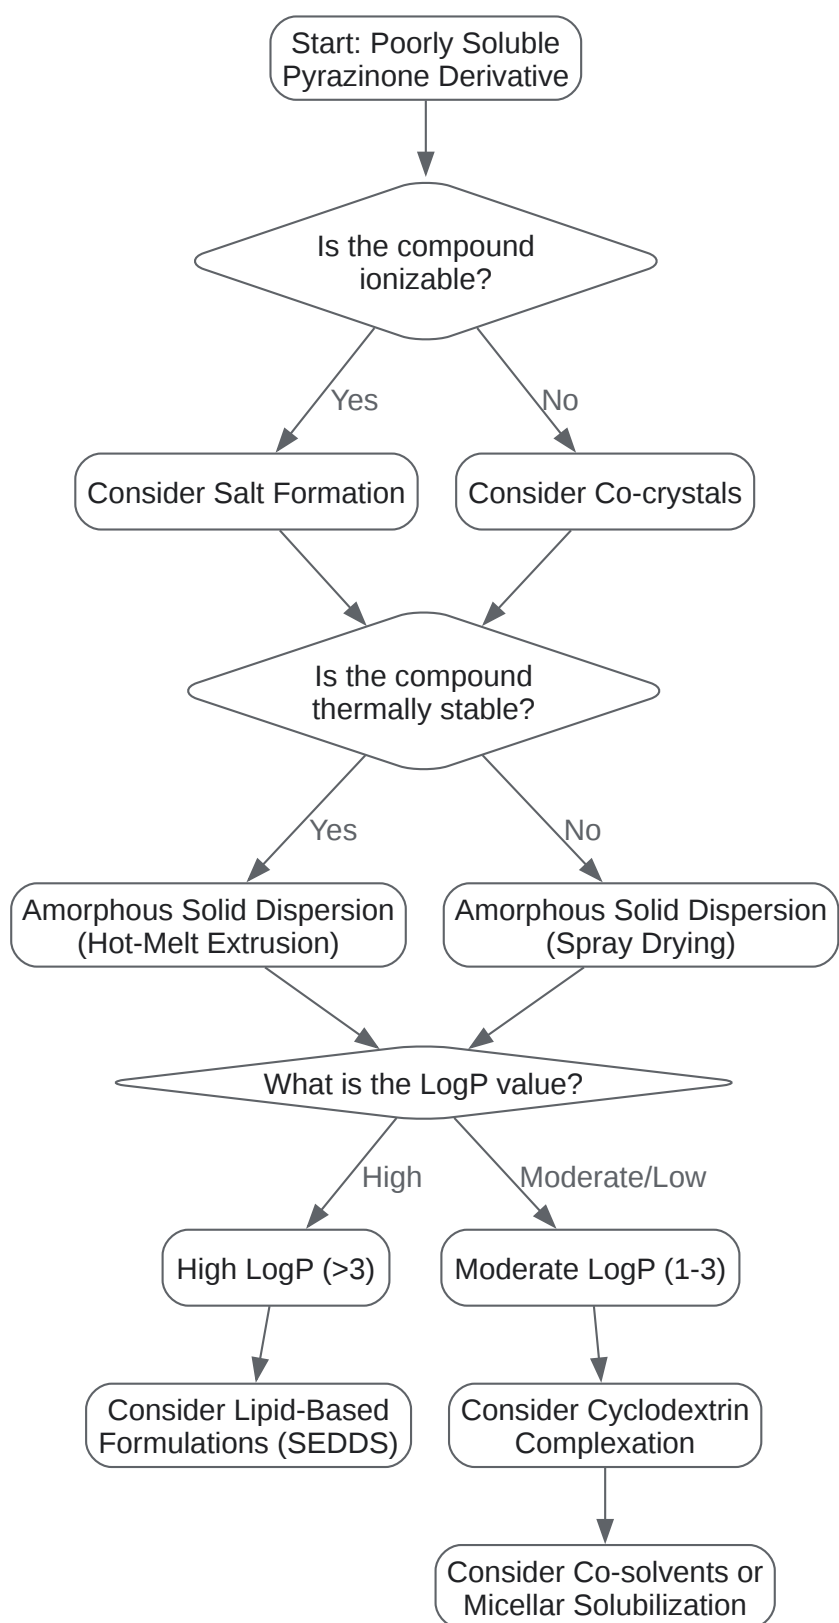 Start: Poorly Soluble
Pyrazinone Derivative
Is the compound
ionizable?
Yes
No
Consider Salt Formation
Consider Co-crystals
Is the compound
thermally stable?
Yes
No
Amorphous Solid Dispersion
(Hot-Melt Extrusion)
Amorphous Solid Dispersion
(Spray Drying)
What is the LogP value?
High
Moderate/Low
High LogP (>3)
Moderate LogP (1-3)
Consider Lipid-Based
Formulations (SEDDS)
Consider Cyclodextrin
Complexation
Consider Co-solvents or
Micellar Solubilization